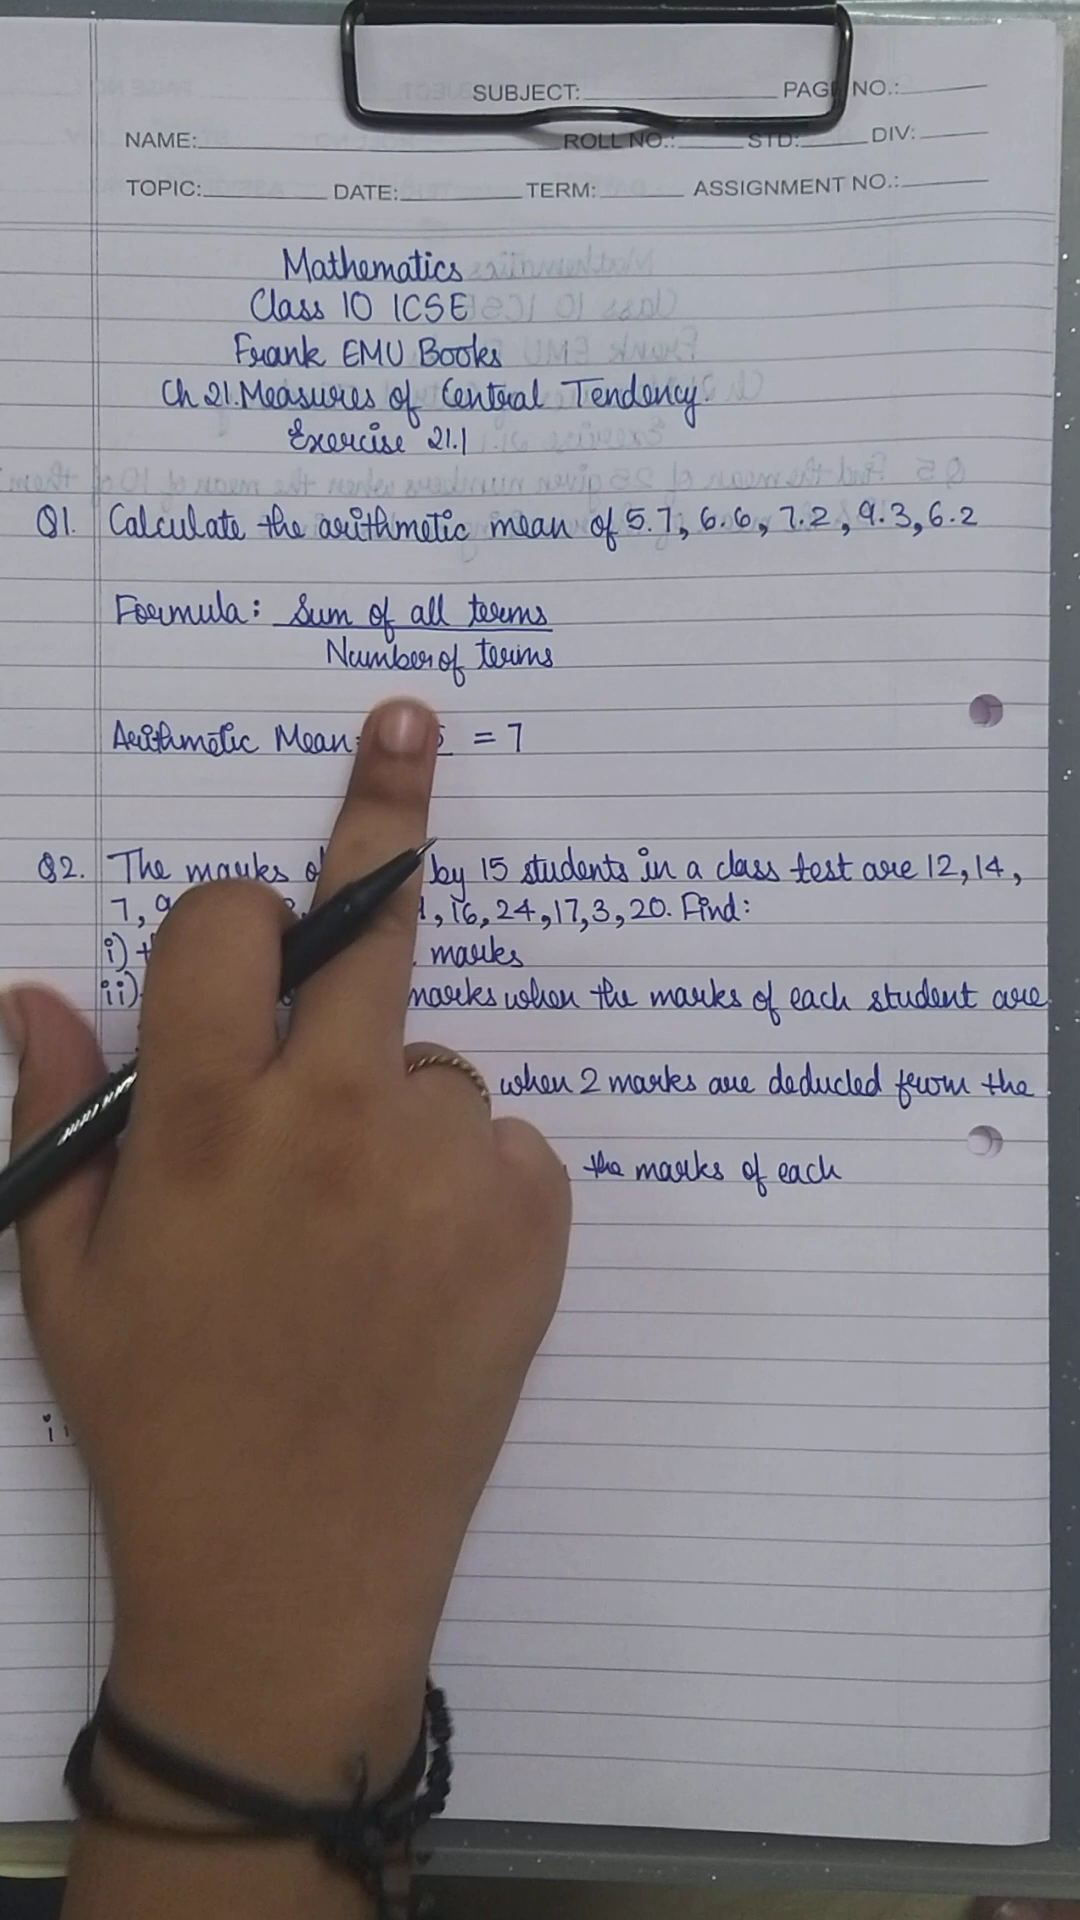 SUBJECT: PAGE NO.:
NAME: ROLL NO.: STD: DIV:
TOPIC: DATE: TERM: ASSIGNMENT NO.:
Mathematics
Class 10 ICSE
Frank EMU Books
Ch 21. Measures of Central Tendency.
Exercise 21.1
Q1. Calculate the arithmetic mean of 5.7, 6.6, 7.2, 9.3, 6.2
Formula: Sum of all terms
Number of terms
Arithmetic Mean = 7
Q2. The marks by 15 students in a class test are 12, 14,
7, 16, 24, 17, 3, 20. Find:
i) marks
ii) marks when the marks of each student are
when 2 marks are deducted from the
the marks of each